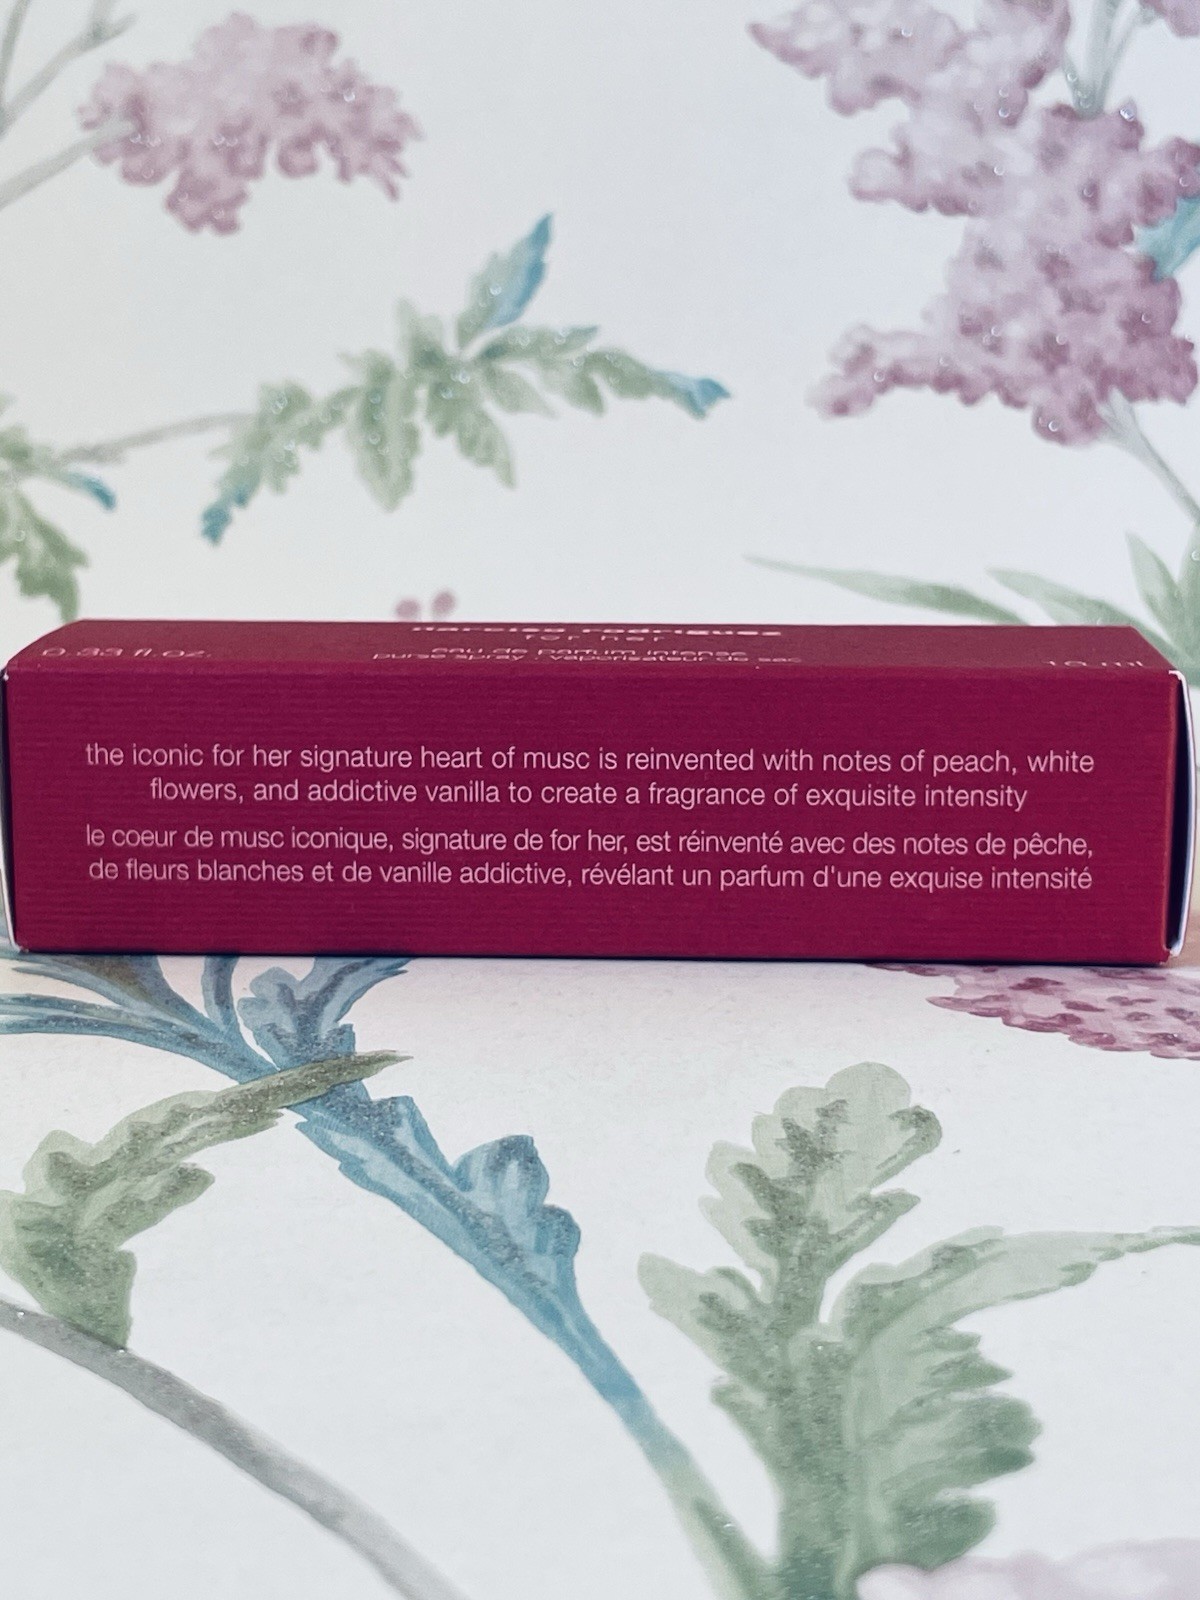 narciso rodriguez
for her
eau de parfum intense
0.33 fl.oz. purse spray . vaporisateur de sac 10 ml
the iconic for her signature heart of musc is reinvented with notes of peach, white
flowers, and addictive vanilla to create a fragrance of exquisite intensity
le coeur de musc iconique, signature de for her, est réinventé avec des notes de pêche,
de fleurs blanches et de vanille addictive, révélant un parfum d'une exquise intensité